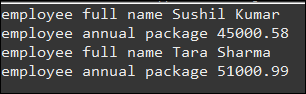 employee full name Sushil Kumar
employee annual package 45000.58
employee full name Tara Sharma
employee annual package 51000.99